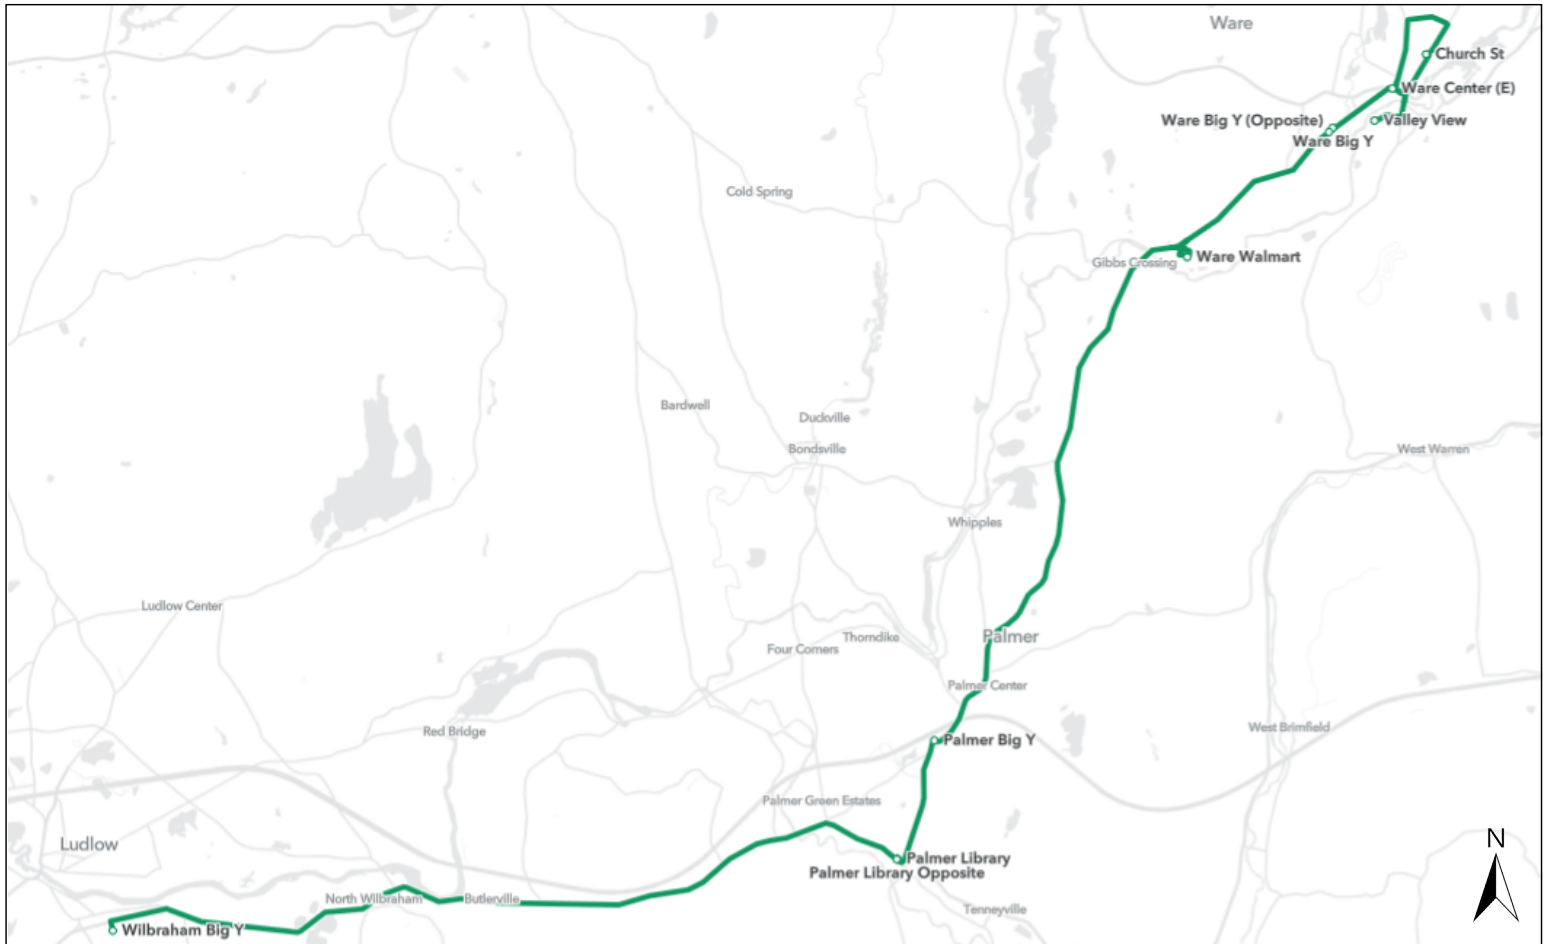 Ware
Church St
Ware Center (E)
Ware Big Y (Opposite)
Valley View
Ware Big Y
Cold Spring
Ware Walmart
Gibbs Crossing
Bardwell
Duckville
Bondsville
West Warren
Whipples
Ludlow Center
Palmer
Thorndike
Four Corners
Palmer Center
West Brimfield
Red Bridge
Palmer Big Y
Palmer Green Estates
N
Ludlow
Palmer Library
Palmer Library Opposite
North Wilbraham
Butlerville
Tenneyville
Wilbraham Big Y